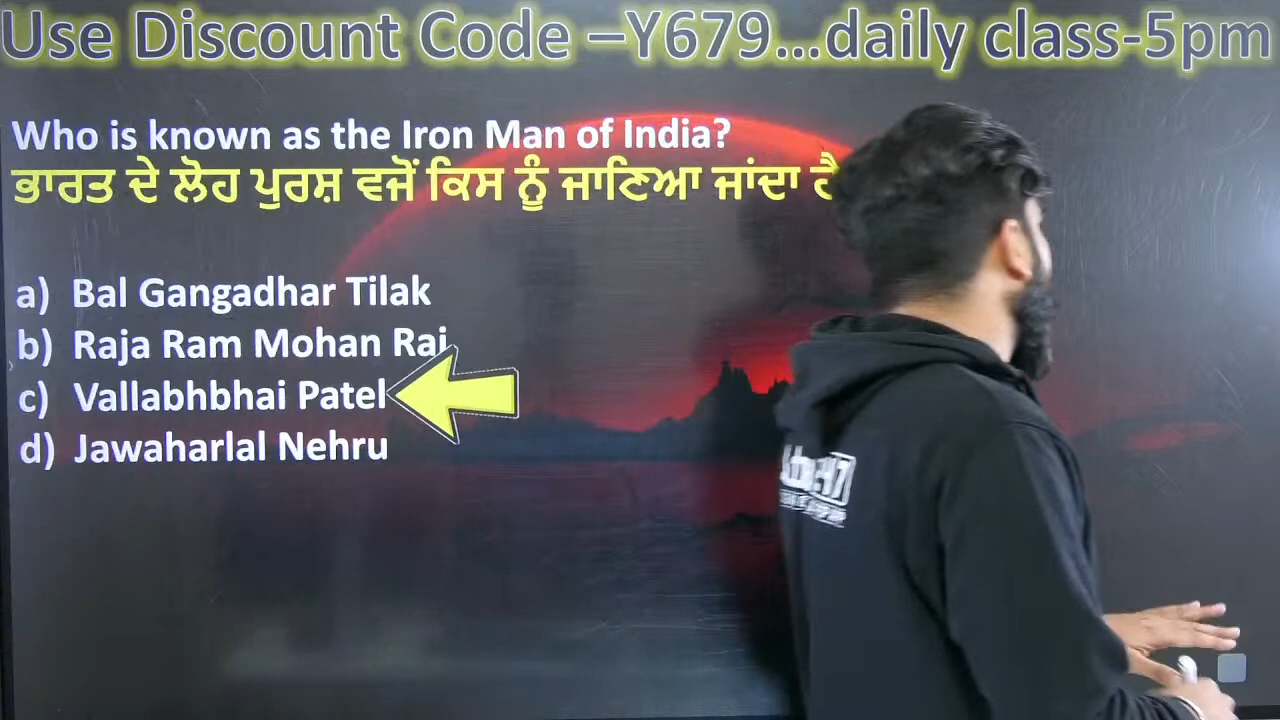 Use Discount Code –Y679...daily class-5pm
Who is known as the Iron Man of India?
ਭਾਰਤ ਦੇ ਲੋਹ ਪੁਰਸ਼ ਵਜੋਂ ਕਿਸ ਨੂੰ ਜਾਣਿਆ ਜਾਂਦਾ ਹੈ
a) Bal Gangadhar Tilak
b) Raja Ram Mohan Rai
c) Vallabhbhai Patel
d) Jawaharlal Nehru